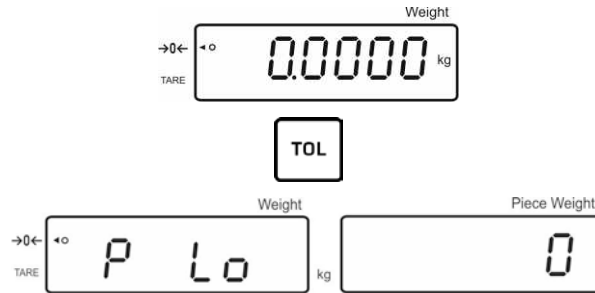 Weight
→0← ◄○ 0.0000 kg
TARE
TOL
Weight Piece Weight
→0← ◄○ P Lo 0
TARE kg